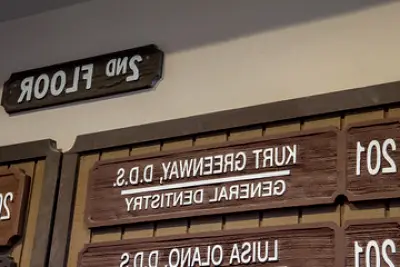 2ND FLOOR
201 KURT GREENWAY, D.D.S.
GENERAL DENTISTRY
201 LUISA OLANO, D.D.S.